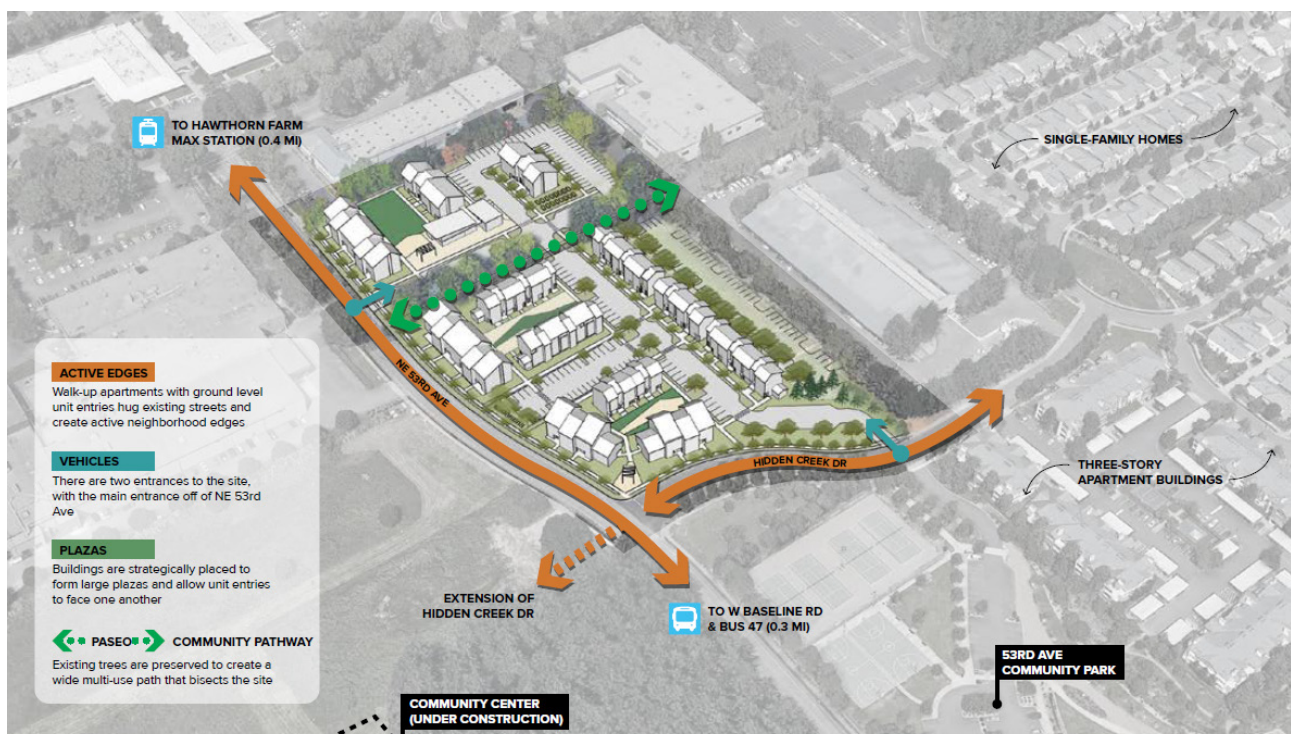 TO HAWTHORN FARM
MAX STATION (0.4 MI)
SINGLE-FAMILY HOMES
ACTIVE EDGES
Walk-up apartments with ground level
unit entries hug existing streets and
create active neighborhood edges
VEHICLES
There are two entrances to the site,
with the main entrance off of NE 53rd
Ave
PLAZAS
Buildings are strategically placed to
form large plazas and allow unit entries
to face one another
PASEO COMMUNITY PATHWAY
Existing trees are preserved to create a
wide multi-use path that bisects the site
NE 53RD AVE
HIDDEN CREEK DR
THREE-STORY
APARTMENT BUILDINGS
EXTENSION OF
HIDDEN CREEK DR
TO W BASELINE RD
& BUS 47 (0.3 MI)
53RD AVE
COMMUNITY PARK
COMMUNITY CENTER
(UNDER CONSTRUCTION)